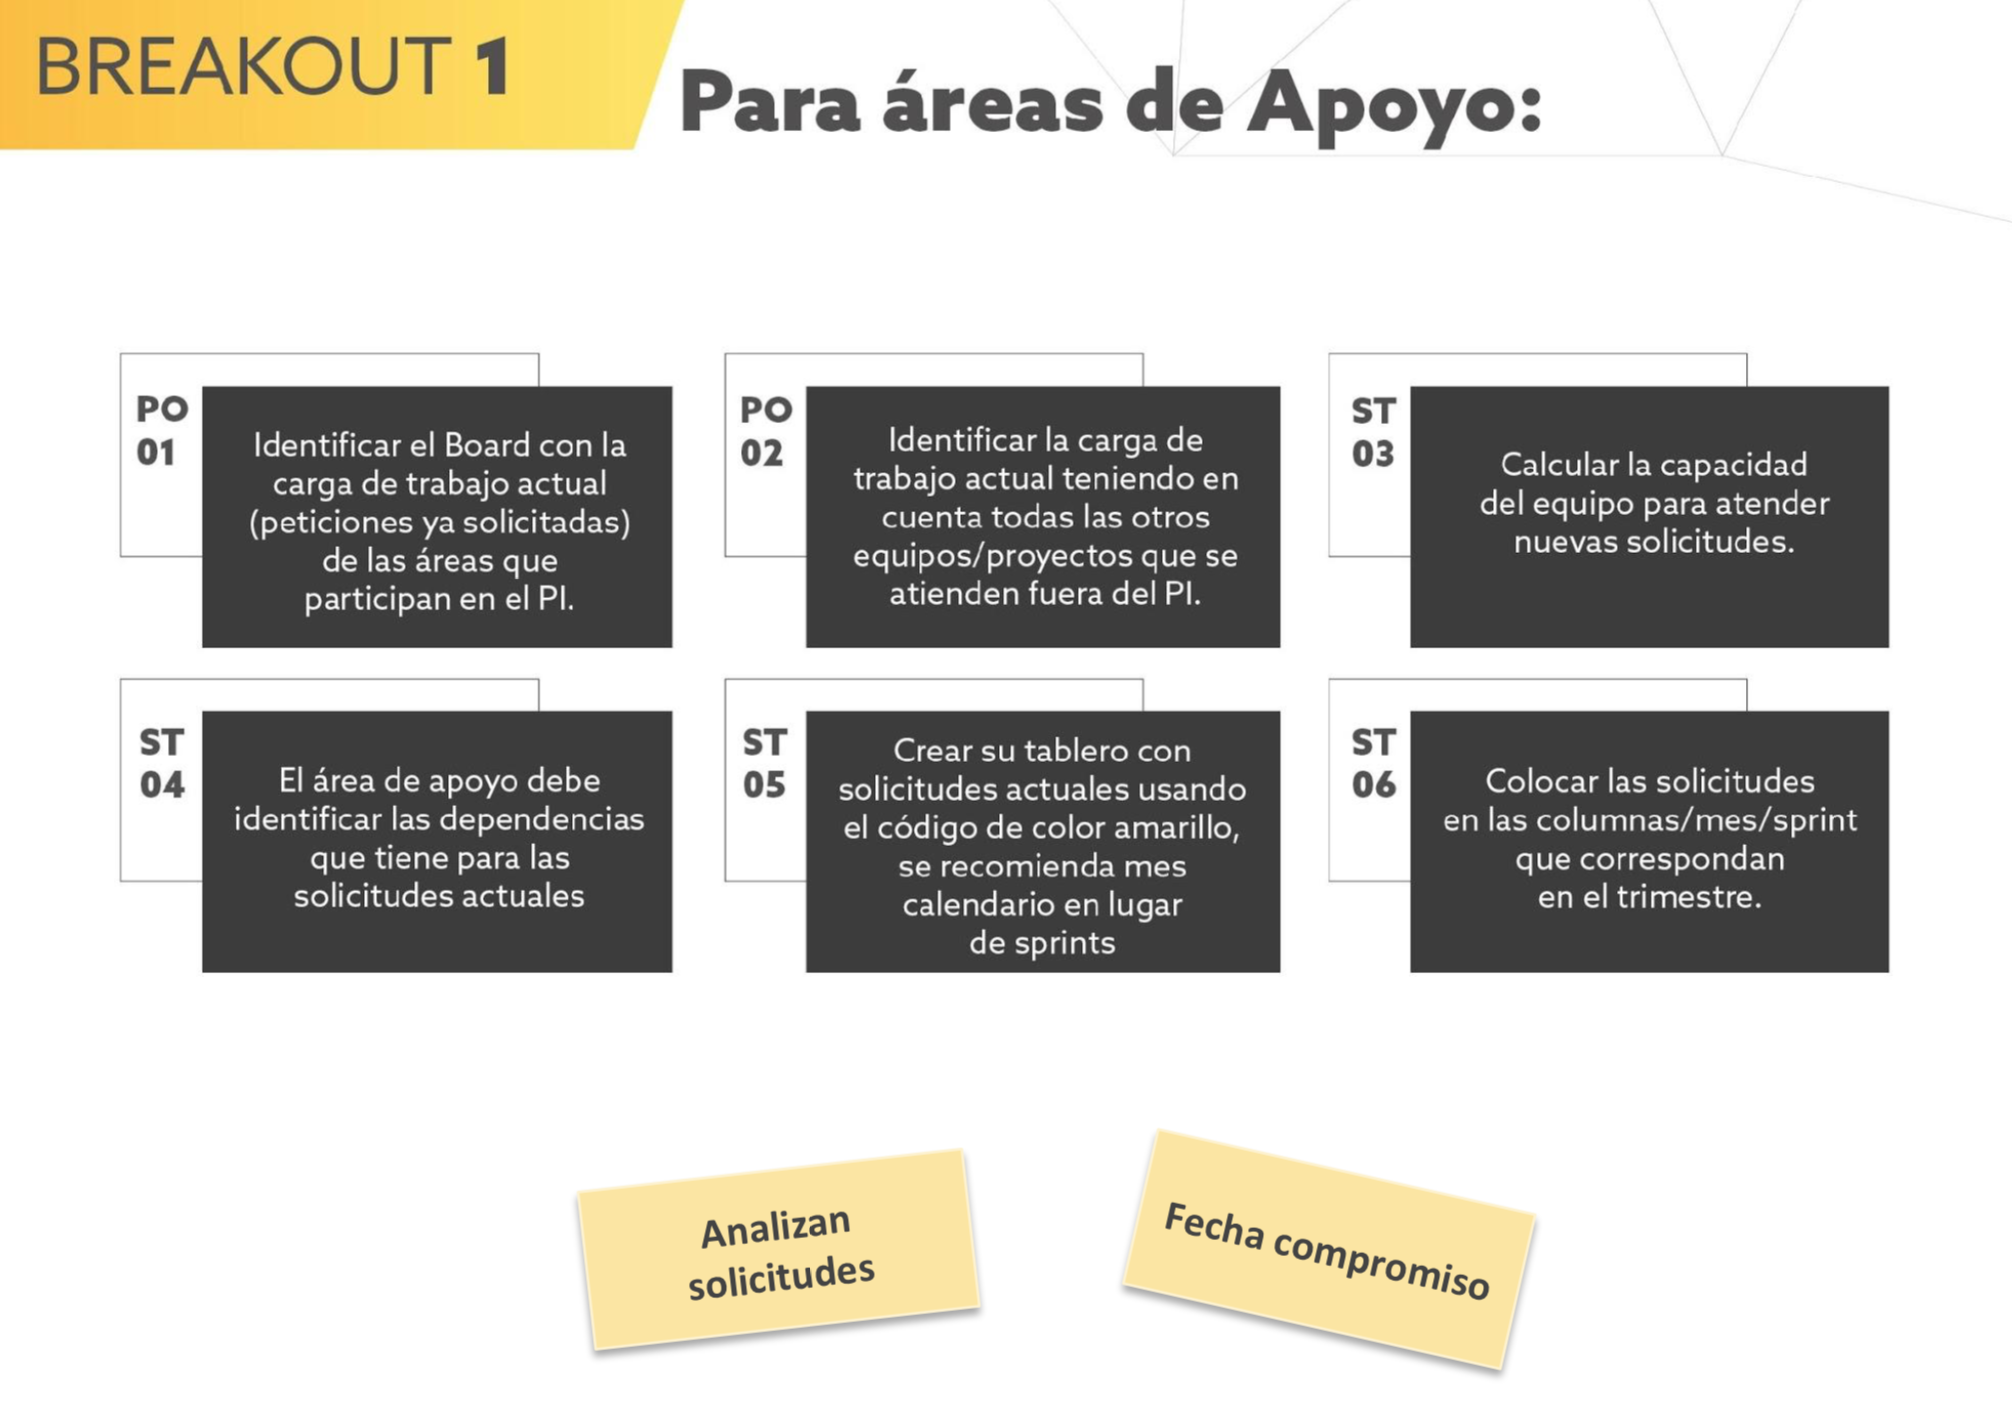 BREAKOUT 1
Para áreas de Apoyo:
PO
01
Identificar el Board con la
carga de trabajo actual
(peticiones ya solicitadas)
de las áreas que
participan en el PI.
PO
02
Identificar la carga de
trabajo actual teniendo en
cuenta todas las otros
equipos/proyectos que se
atienden fuera del PI.
ST
03
Calcular la capacidad
del equipo para atender
nuevas solicitudes.
ST
04
El área de apoyo debe
identificar las dependencias
que tiene para las
solicitudes actuales
ST
05
Crear su tablero con
solicitudes actuales usando
el código de color amarillo,
se recomienda mes
calendario en lugar
de sprints
ST
06
Colocar las solicitudes
en las columnas/mes/sprint
que correspondan
en el trimestre.
Analizan
solicitudes
Fecha compromiso